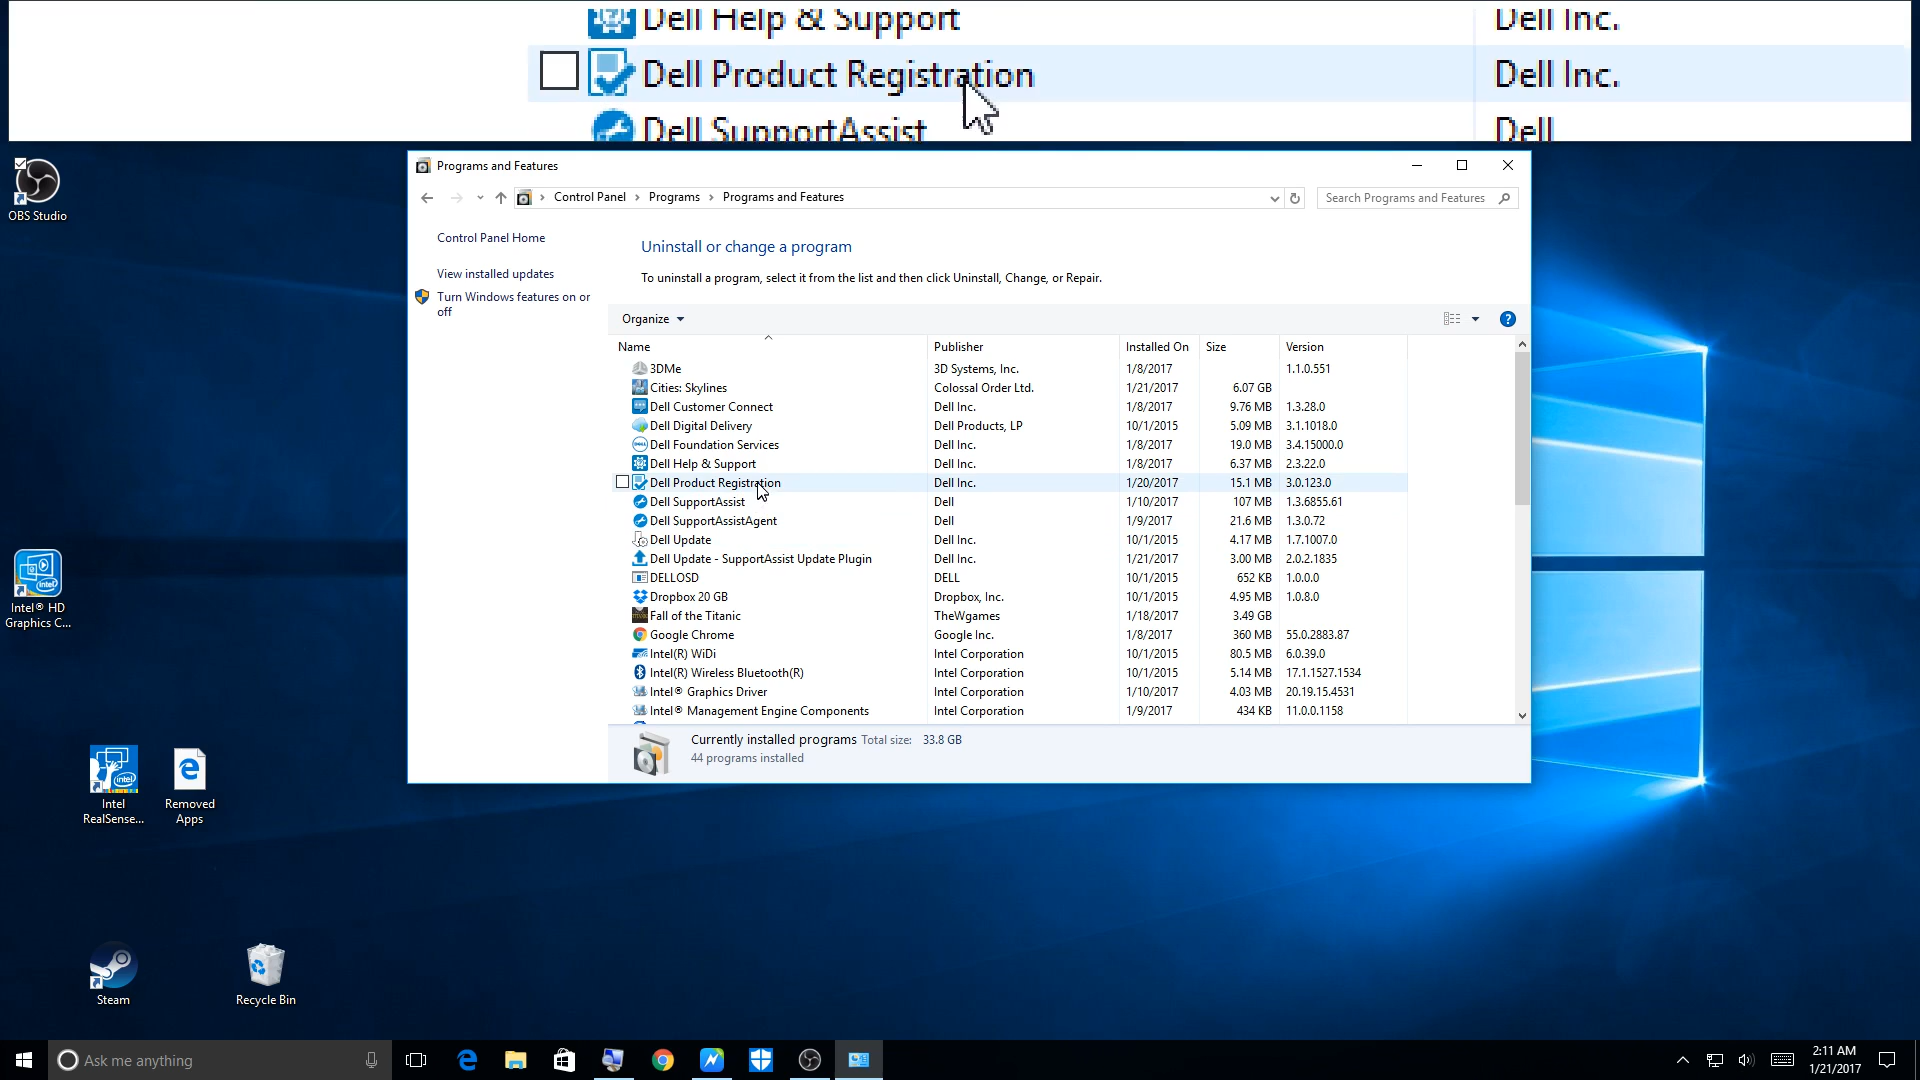 Dell Help & Support Dell Inc.
Dell Product Registration Dell Inc.
Dell SupportAssist Dell
OBS Studio
Intel® HD
Graphics C...
Intel
RealSense...
Removed
Apps
Steam
Recycle Bin
Programs and Features
Control Panel > Programs > Programs and Features
Search Programs and Features
Control Panel Home
View installed updates
Turn Windows features on or
off
Uninstall or change a program
To uninstall a program, select it from the list and then click Uninstall, Change, or Repair.
Organize
Name Publisher Installed On Size Version
3DMe 3D Systems, Inc. 1/8/2017 1.1.0.551
Cities: Skylines Colossal Order Ltd. 1/21/2017 6.07 GB
Dell Customer Connect Dell Inc. 1/8/2017 9.76 MB 1.3.28.0
Dell Digital Delivery Dell Products, LP 10/1/2015 5.09 MB 3.1.1018.0
Dell Foundation Services Dell Inc. 1/8/2017 19.0 MB 3.4.15000.0
Dell Help & Support Dell Inc. 1/8/2017 6.37 MB 2.3.22.0
Dell Product Registration Dell Inc. 1/20/2017 15.1 MB 3.0.123.0
Dell SupportAssist Dell 1/10/2017 107 MB 1.3.6855.61
Dell SupportAssistAgent Dell 1/9/2017 21.6 MB 1.3.0.72
Dell Update Dell Inc. 10/1/2015 4.17 MB 1.7.1007.0
Dell Update - SupportAssist Update Plugin Dell Inc. 1/21/2017 3.00 MB 2.0.2.1835
DELLOSD DELL 10/1/2015 652 KB 1.0.0.0
Dropbox 20 GB Dropbox, Inc. 10/1/2015 4.95 MB 1.0.8.0
Fall of the Titanic TheWgames 1/18/2017 3.49 GB
Google Chrome Google Inc. 1/8/2017 360 MB 55.0.2883.87
Intel(R) WiDi Intel Corporation 10/1/2015 80.5 MB 6.0.39.0
Intel(R) Wireless Bluetooth(R) Intel Corporation 10/1/2015 5.14 MB 17.1.1527.1534
Intel® Graphics Driver Intel Corporation 1/10/2017 4.03 MB 20.19.15.4531
Intel® Management Engine Components Intel Corporation 1/9/2017 434 KB 11.0.0.1158
Currently installed programs Total size: 33.8 GB
44 programs installed
Ask me anything
2:11 AM
1/21/2017